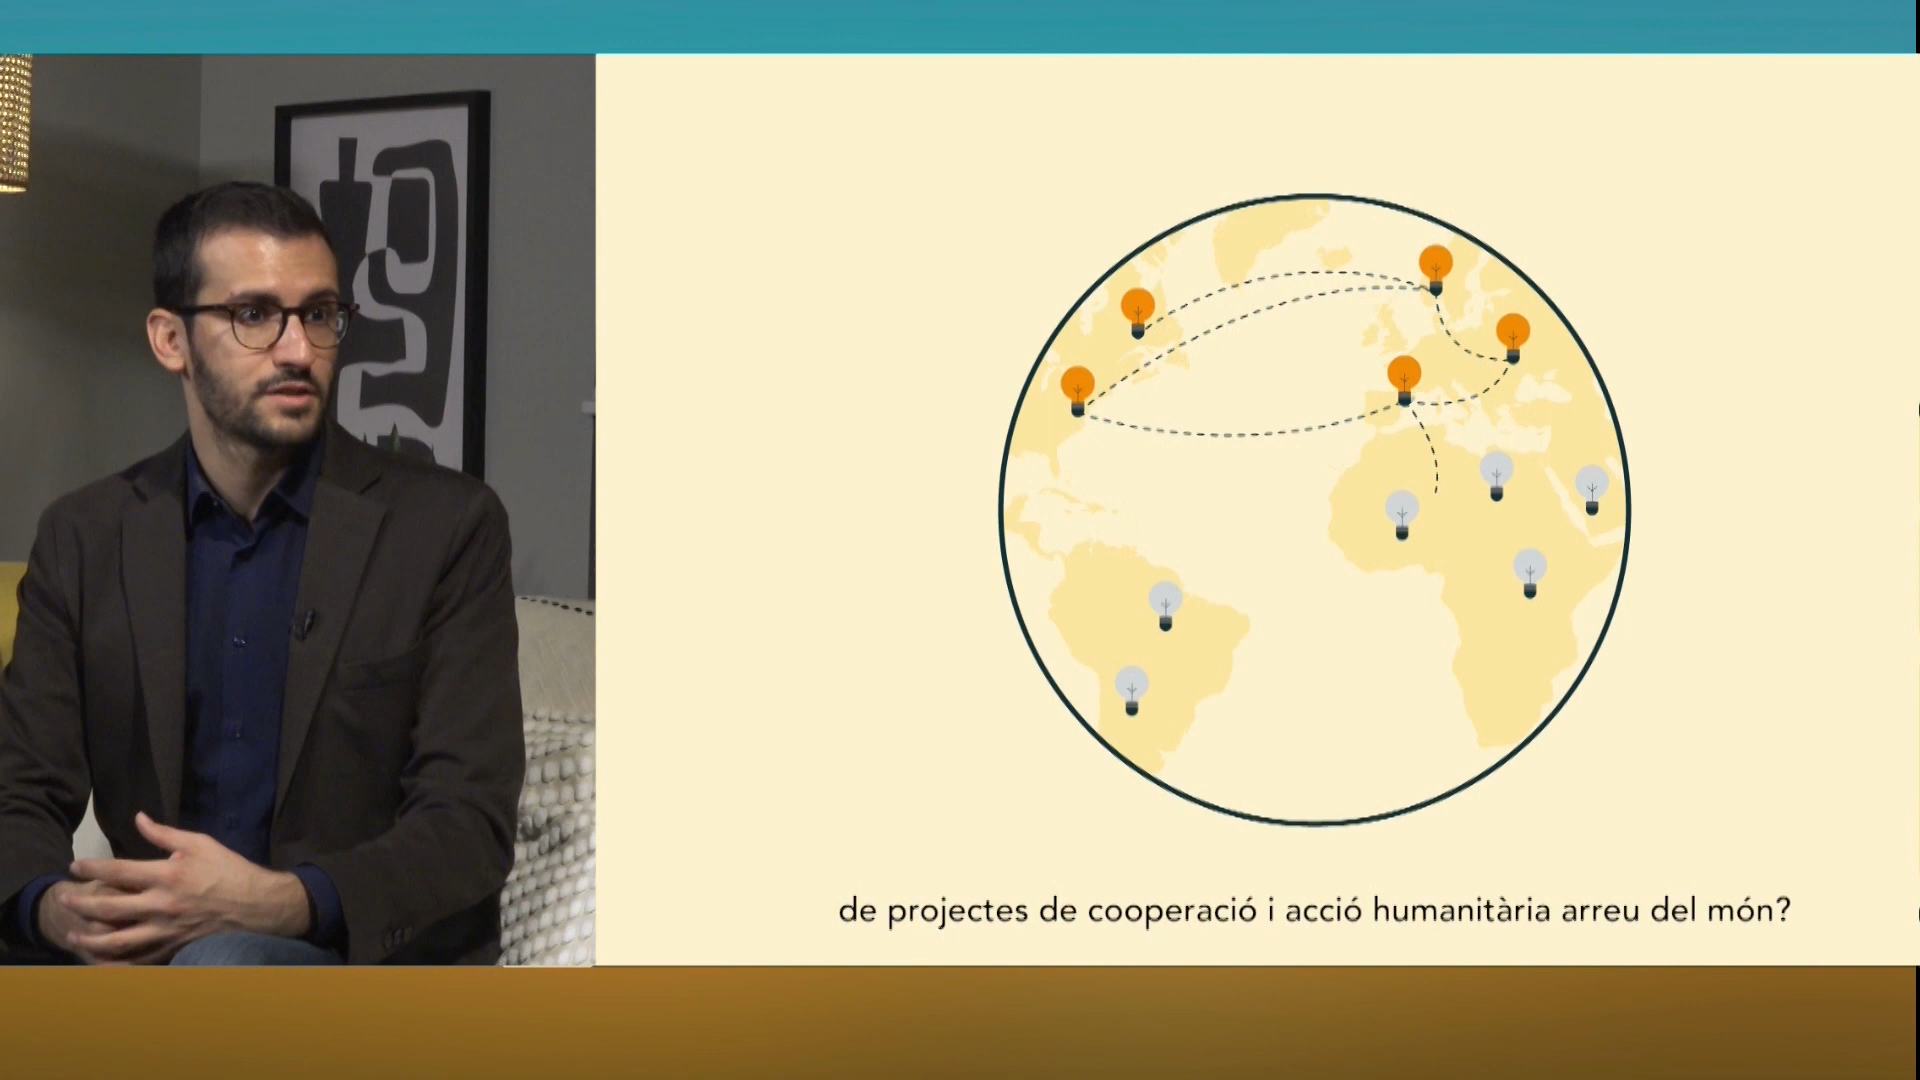 de projectes de cooperació i acció humanitària arreu del món?